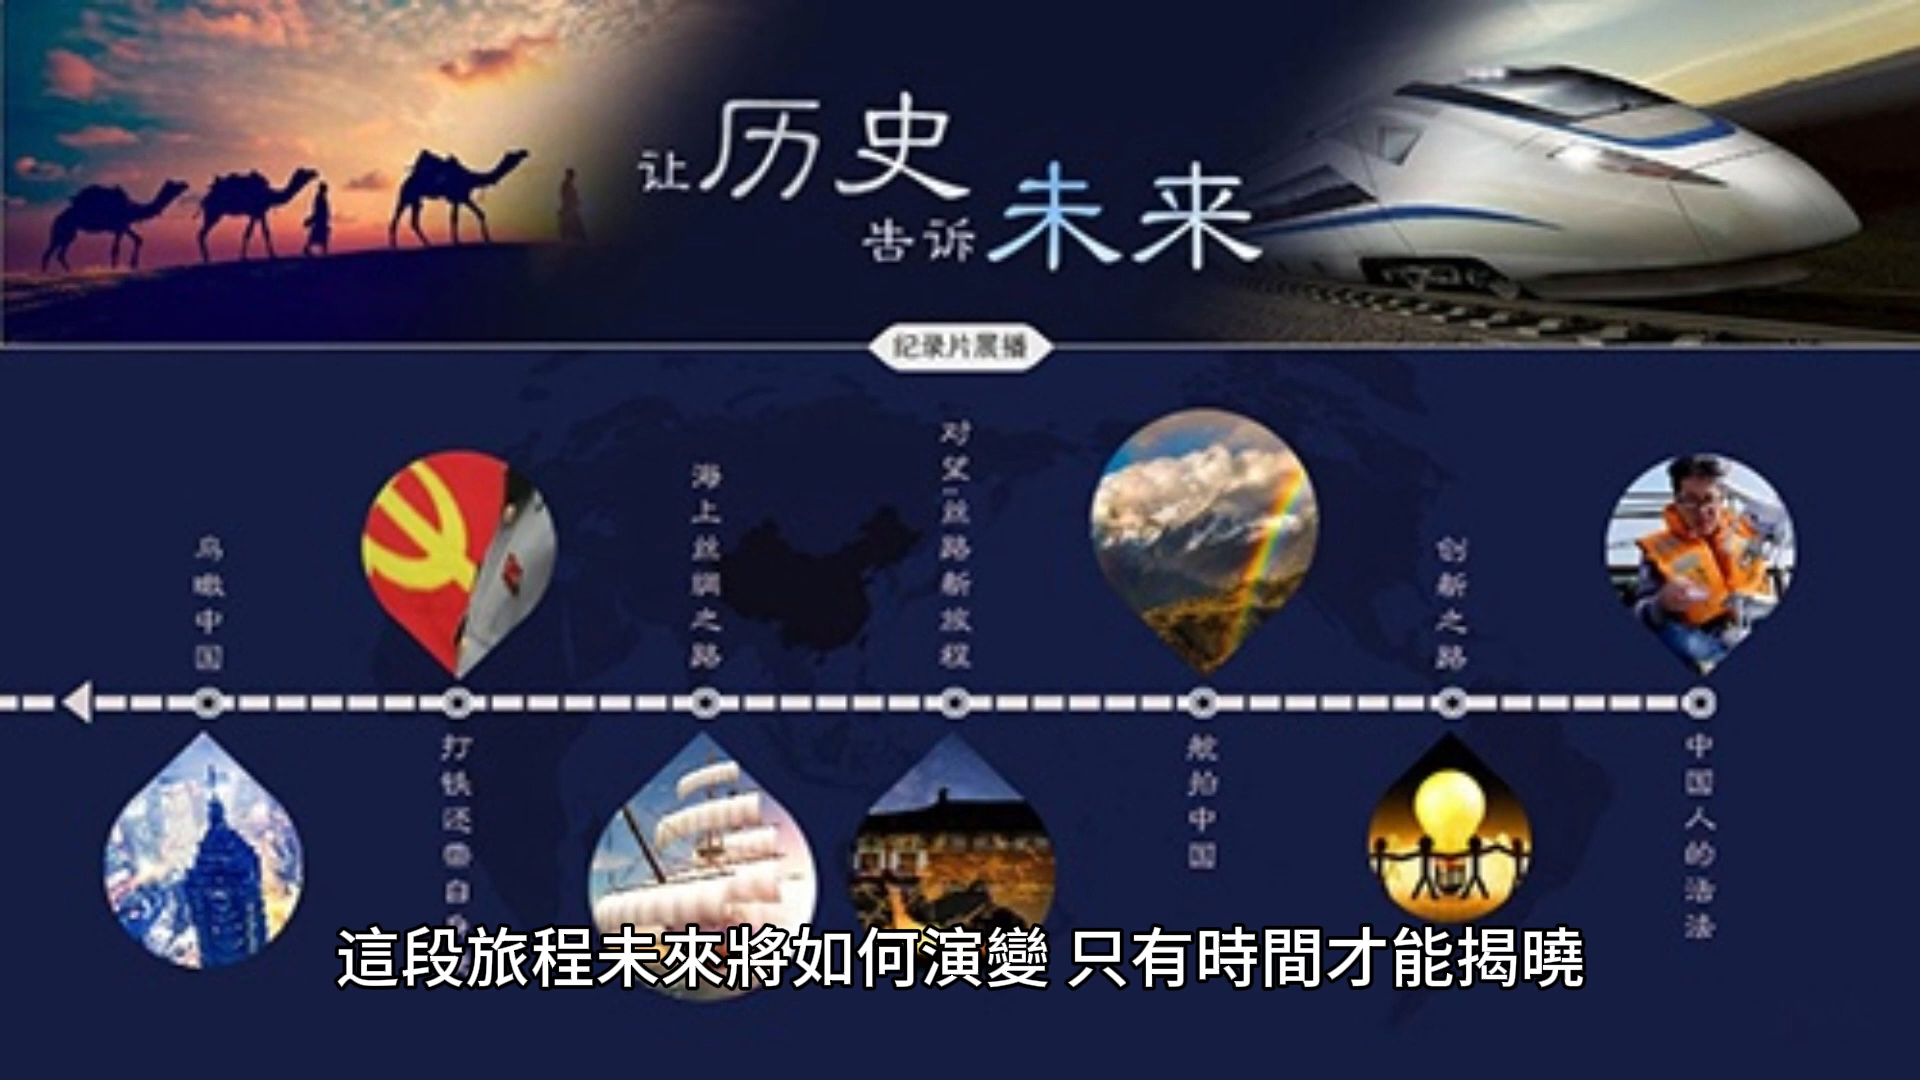 让历史
告诉未来
纪录片展播
鸟瞰中国
打铁还需自
海上丝绸之路
对望:丝路新旅程
航拍中国
创新之路
中国人的活法
這段旅程未來將如何演變 只有時間才能揭曉